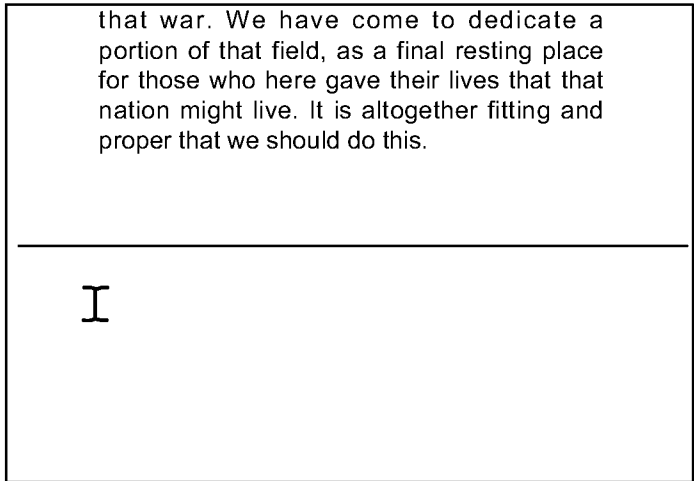 that war. We have come to dedicate a
portion of that field, as a final resting place
for those who here gave their lives that that
nation might live. It is altogether fitting and
proper that we should do this.